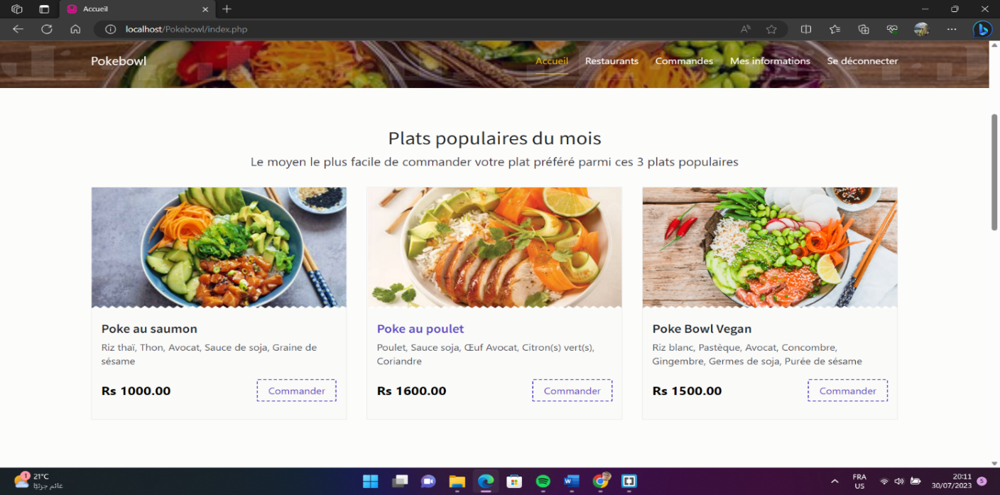 Accueil
localhost/Pokebowl/index.php
Pokebowl
Accueil
Restaurants
Commandes
Mes informations
Se déconnecter
Plats populaires du mois
Le moyen le plus facile de commander votre plat préféré parmi ces 3 plats populaires
Poke au saumon
Riz thaï, Thon, Avocat, Sauce de soja, Graine de
sésame
Rs 1000.00
Commander
Poke au poulet
Poulet, Sauce soja, Œuf Avocat, Citron(s) vert(s),
Coriandre
Rs 1600.00
Commander
Poke Bowl Vegan
Riz blanc, Pastèque, Avocat, Concombre,
Gingembre, Germes de soja, Purée de sésame
Rs 1500.00
Commander
1
21°C
غائم جزئيًا
FRA
US
20:11
30/07/2023
5